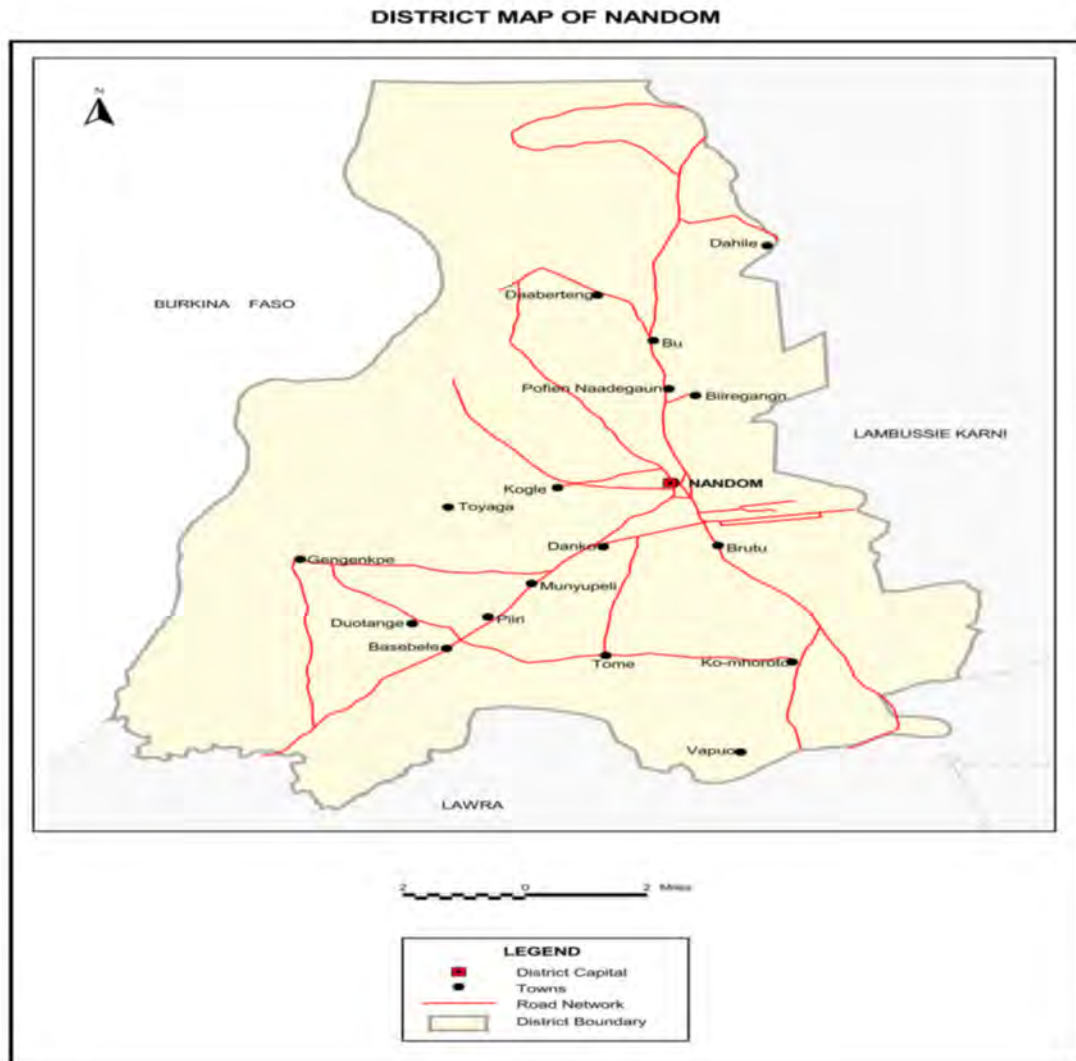 DISTRICT MAP OF NANDOM
N
Dahile
BURKINA FASO
Daaberteng
Bu
Pofien Naadegaun
Biiregangn
LAMBUSSIE KARNI
NANDOM
Kogle
Toyaga
Danko
Brutu
Gengenkpe
Munyupeli
Duotange
Piiri
Basebele
Tome
Ko-mhoroto
Vapuo
LAWRA
2 0 2 Miles
LEGEND
District Capital
Towns
Road Network
District Boundary